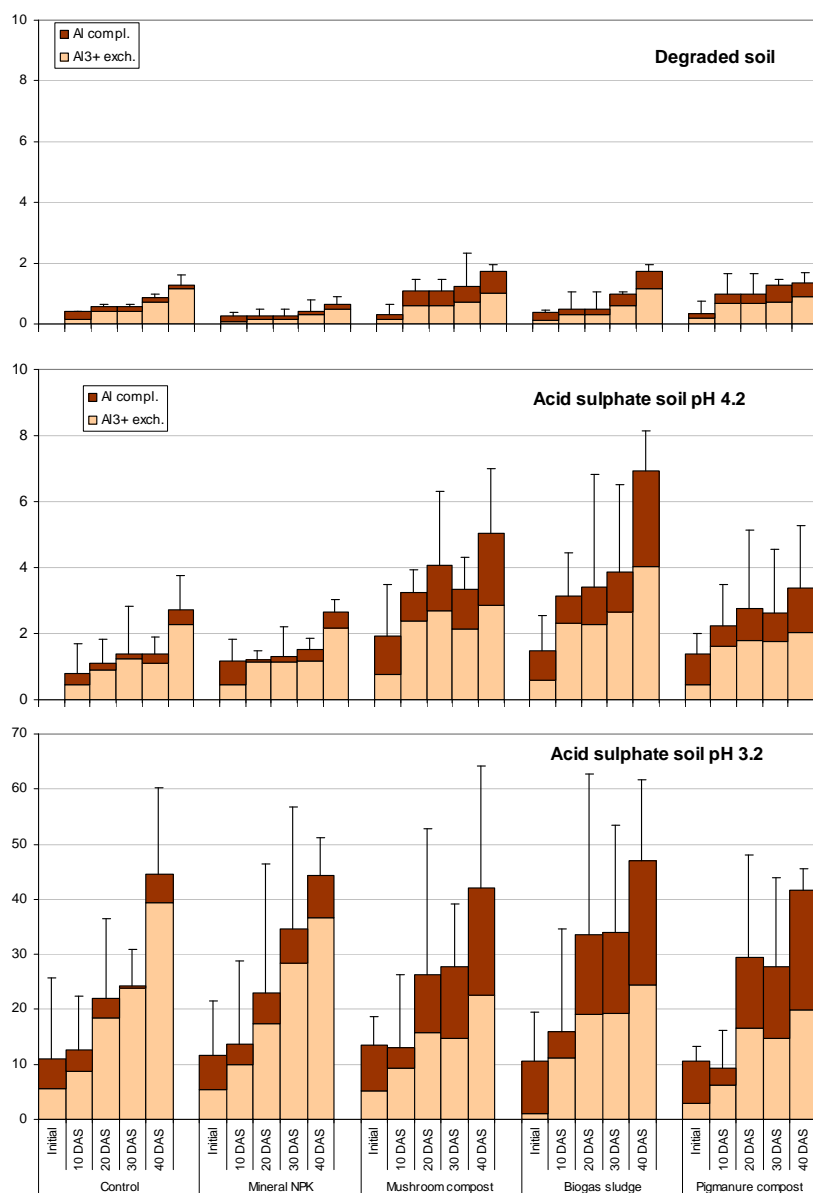 10
Al compl.
Al3+ exch.
Degraded soil
8
6
4
2
0
10
Al compl.
Al3+ exch.
Acid sulphate soil pH 4.2
8
6
4
2
0
70
Acid sulphate soil pH 3.2
60
50
40
30
20
10
0
Initial 10 DAS 20 DAS 30 DAS 40 DAS Initial 10 DAS 20 DAS 30 DAS 40 DAS Initial 10 DAS 20 DAS 30 DAS 40 DAS Initial 10 DAS 20 DAS 30 DAS 40 DAS Initial 10 DAS 20 DAS 30 DAS 40 DAS
Control Mineral NPK Mushroom compost Biogas sludge Pigmanure compost